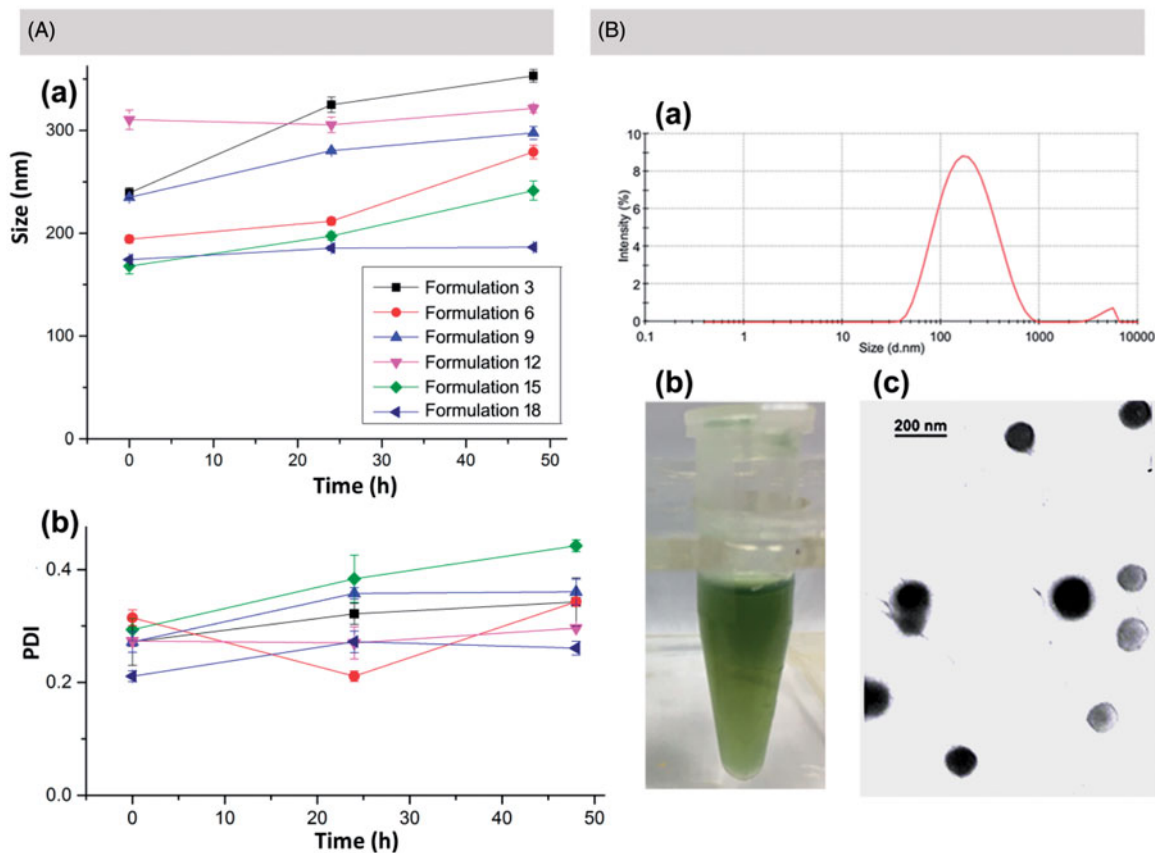 (A)
(a)
300
200
100
0
Size (nm)
Formulation 3
Formulation 6
Formulation 9
Formulation 12
Formulation 15
Formulation 18
0 10 20 30 40 50
Time (h)
(b)
0.4
0.2
0.0
PDI
0 10 20 30 40 50
Time (h)
(B)
(a)
10
8
6
4
2
0
Intensity (%)
0.1 1 10 100 1000 10000
Size (d.nm)
(b)
(c)
200 nm